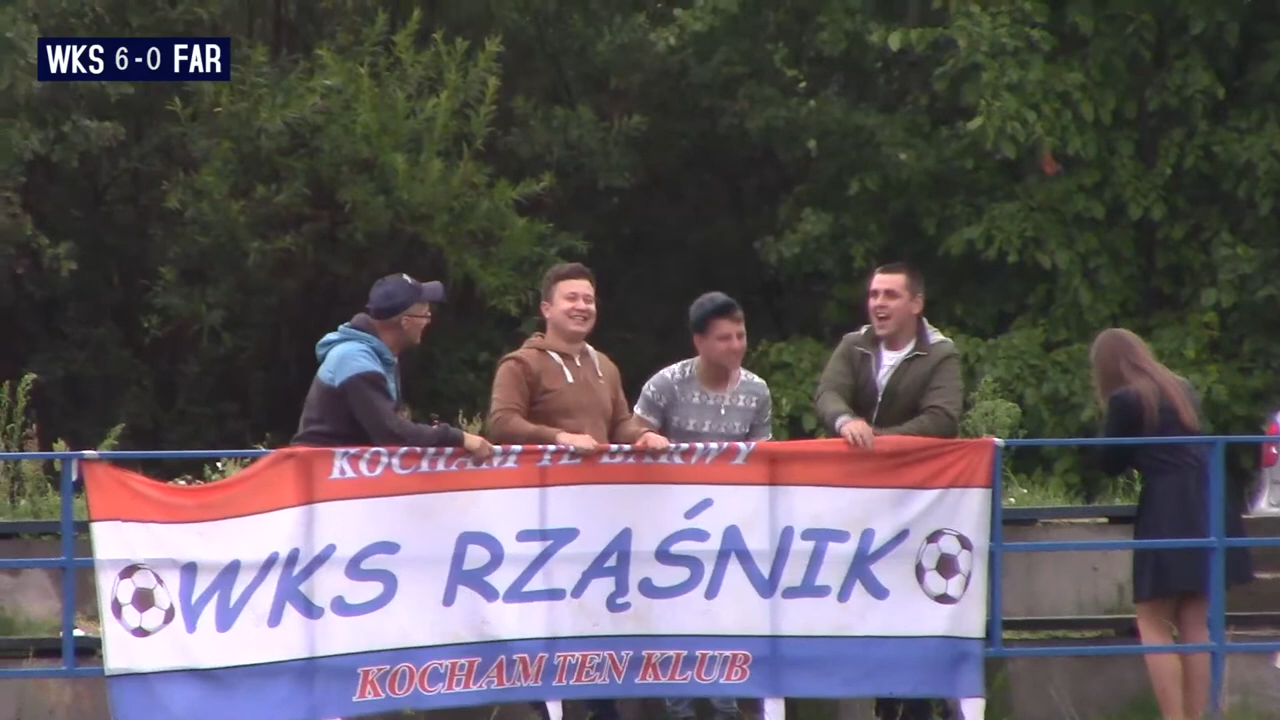 WKS 6-0 FAR
KOCHAM TE BARWY
WKS RZĄŚNIK
KOCHAM TEN KLUB